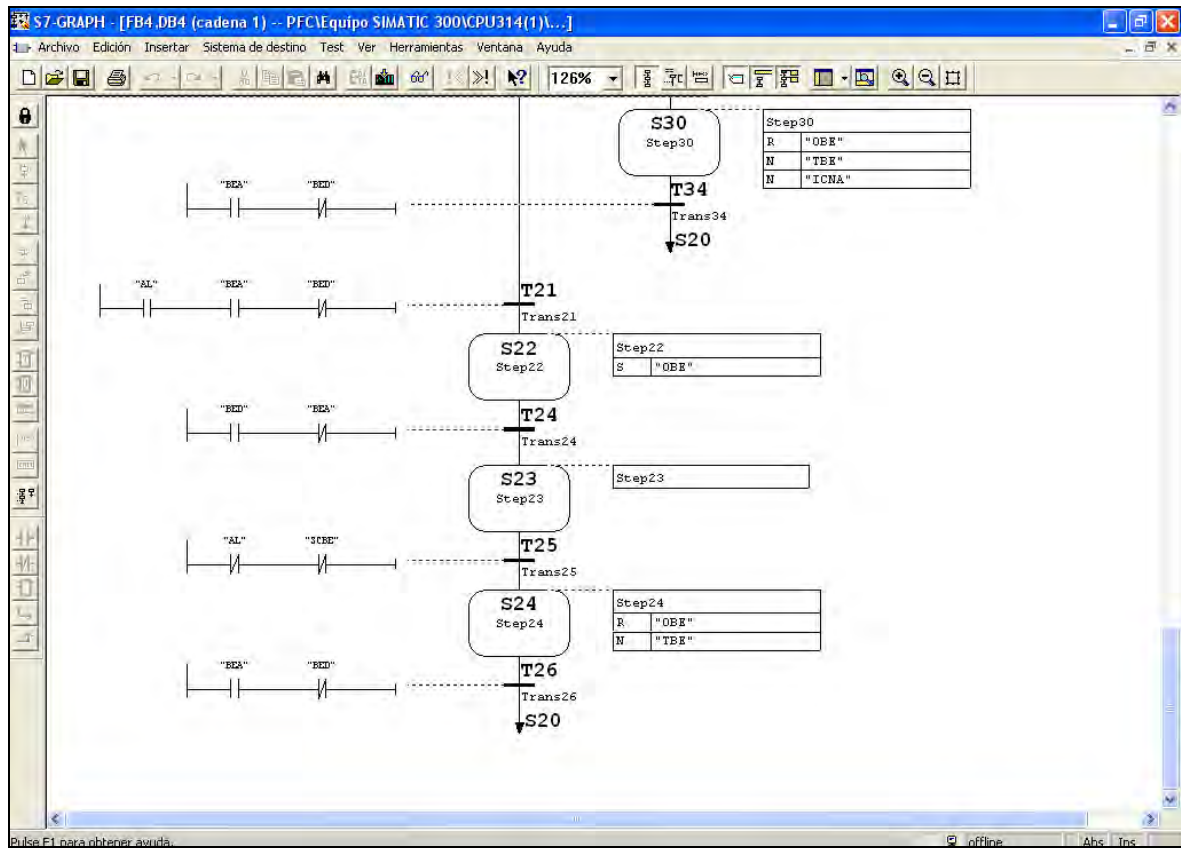 S7-GRAPH - [FB4,DB4 (cadena 1) -- PFC\Equipo SIMATIC 300\CPU314(1)\...]
Archivo Edición Insertar Sistema de destino Test Ver Herramientas Ventana Ayuda
126%
S30
Step30
Step30
R "OBE"
N "TBE"
N "ICNA"
"BEA" "BED"
T34
Trans34
S20
"AL" "BEA" "BED"
T21
Trans21
S22
Step22
Step22
S "OBE"
"BED" "BEA"
T24
Trans24
S23
Step23
Step23
"AL" "SCBE"
T25
Trans25
S24
Step24
Step24
R "OBE"
N "TBE"
"BEA" "BED"
T26
Trans26
S20
Pulse F1 para obtener ayuda. offline Abs Ins